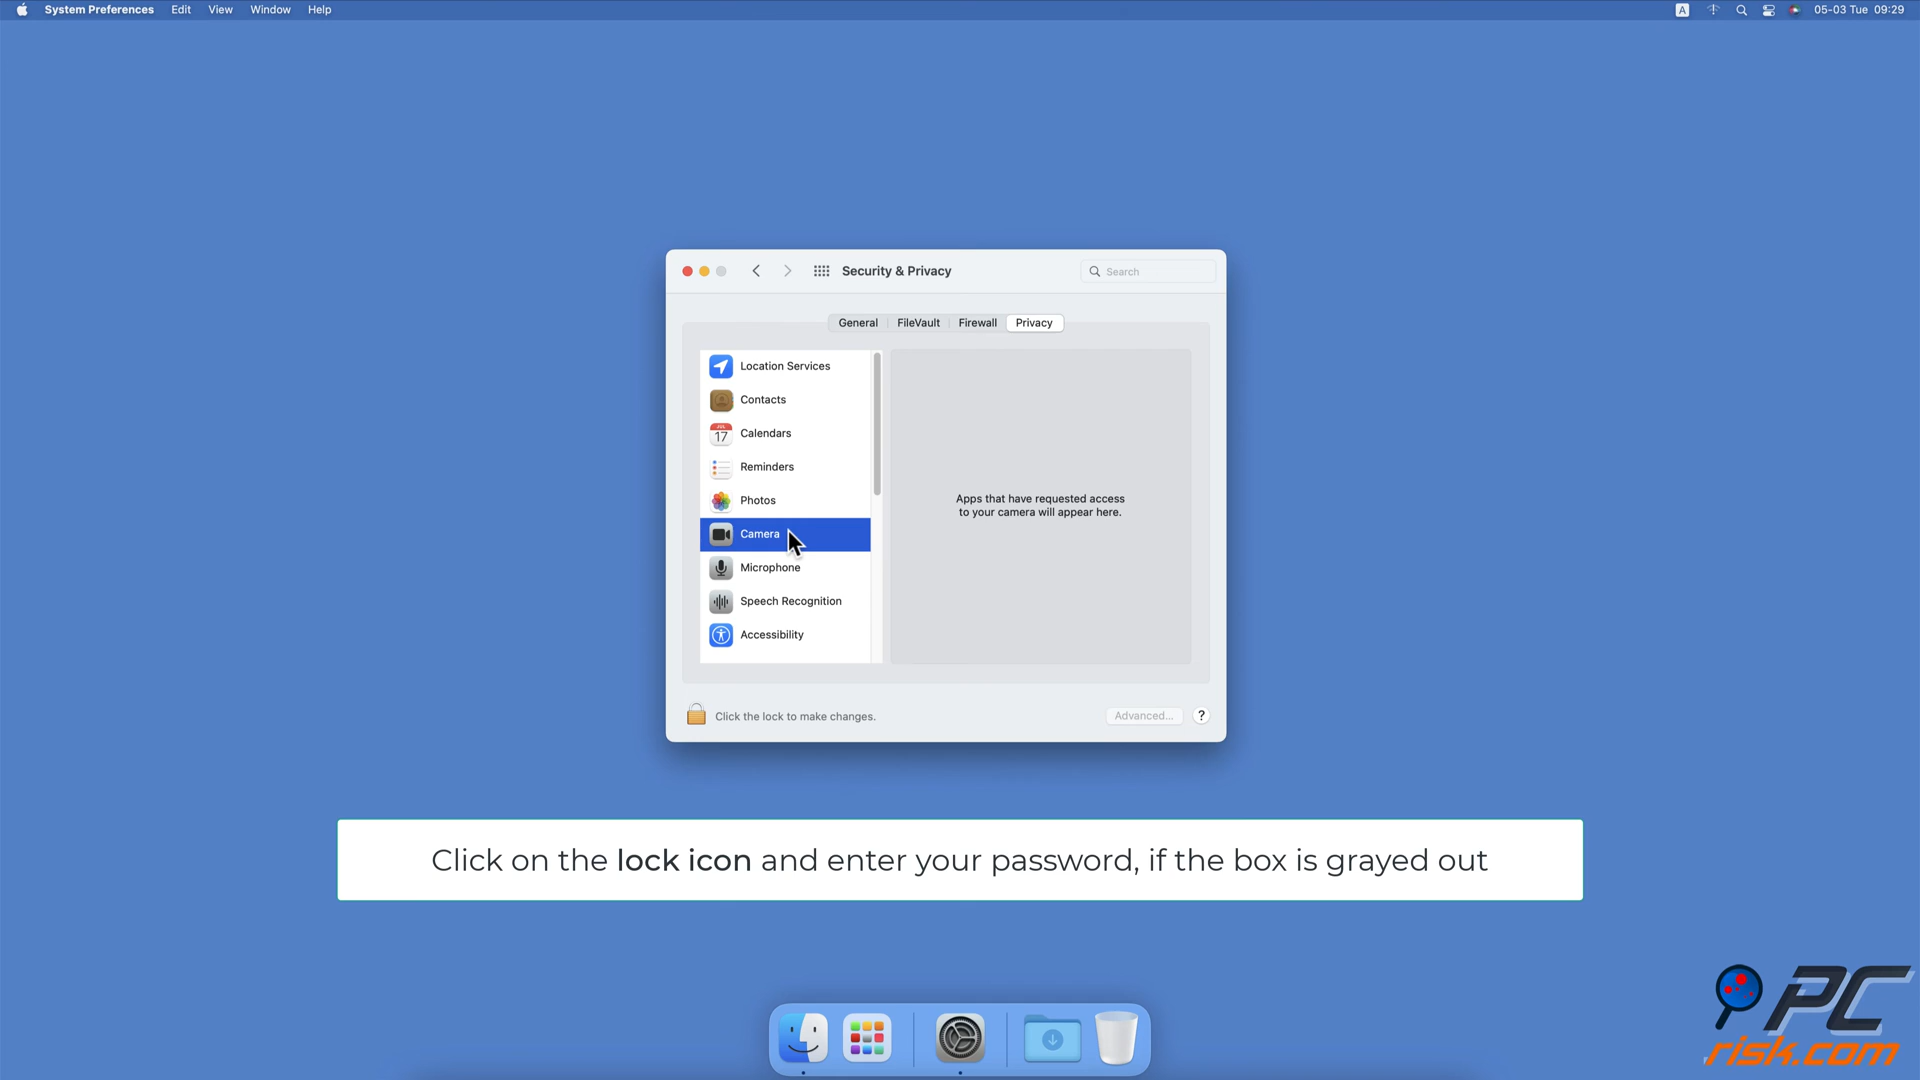 System Preferences Edit View Window Help
A 05-03 Tue 09:29
Security & Privacy
Search
General FileVault Firewall Privacy
Location Services
Contacts
17 Calendars
Reminders
Photos
Camera
Microphone
Speech Recognition
Accessibility
Apps that have requested access
to your camera will appear here.
Click the lock to make changes.
Advanced... ?
Click on the lock icon and enter your password, if the box is grayed out
PC
risk.com